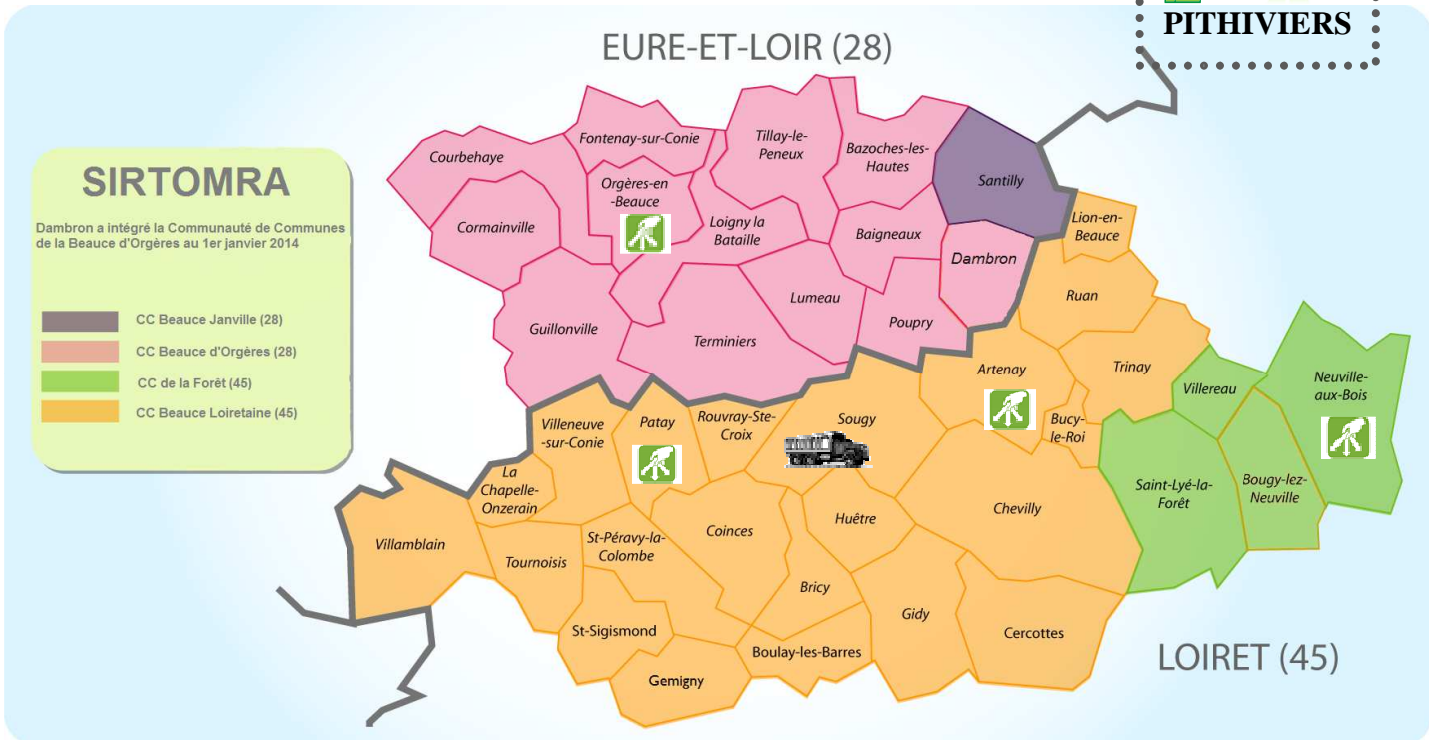 PITHIVIERS
EURE-ET-LOIR (28)
SIRTOMRA
Dambron a intégré la Communauté de Communes
de la Beauce d'Orgères au 1er janvier 2014
CC Beauce Janville (28)
CC Beauce d'Orgères (28)
CC de la Forêt (45)
CC Beauce Loiretaine (45)
Courbehaye
Fontenay-sur-Conie
Tillay-le-
Peneux
Bazoches-les-
Hautes
Santilly
Orgères-en
-Beauce
Cormainville
Loigny la
Bataille
Baigneaux
Dambron
Lion-en-
Beauce
Guillonville
Terminiers
Lumeau
Poupry
Ruan
Artenay
Trinay
Villereau
Neuville-
aux-Bois
Villeneuve
-sur-Conie
Patay
Rouvray-Ste-
Croix
Sougy
Bucy-
le-Roi
La
Chapelle-
Onzerain
Saint-Lyé-la-
Forêt
Bougy-lez-
Neuville
Villamblain
Tournoisis
St-Péravy-la-
Colombe
Coinces
Huêtre
Chevilly
Bricy
Gidy
Cercottes
St-Sigismond
Boulay-les-Barres
Gemigny
LOIRET (45)